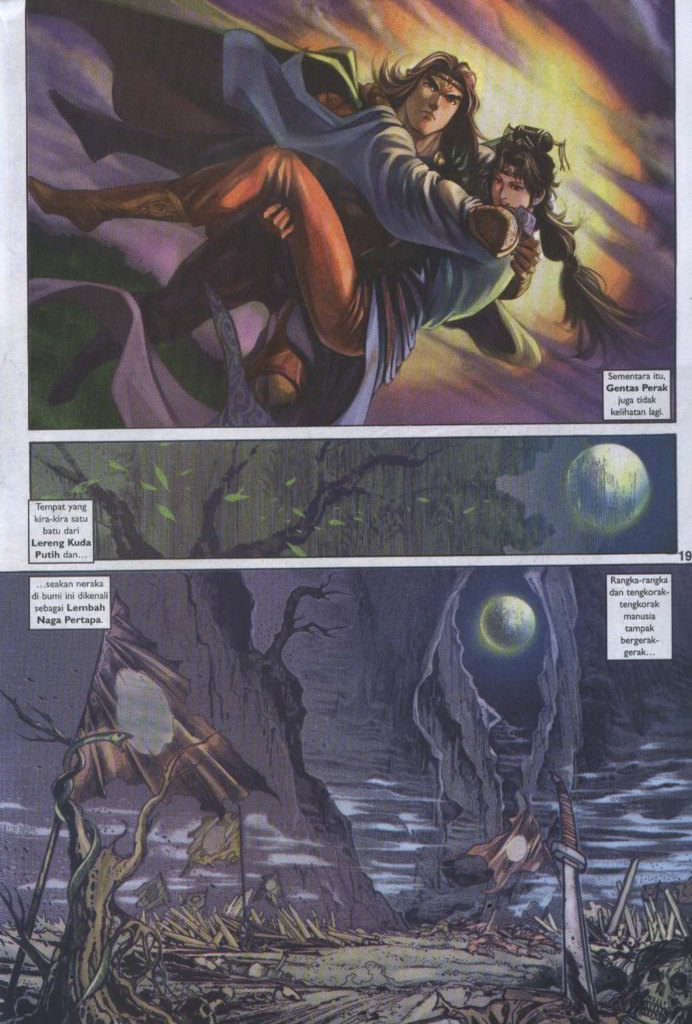 Sementara itu,
Gentas Perak
juga tidak
kelihatan lagi.
Tempat yang
kira-kira satu
batu dari
Lereng Kuda
Putih dan...
19
...seakan neraka
di bumi ini dikenali
sebagai Lembah
Naga Pertapa.
Rangka-rangka
dan tengkorak-
tengkorak
manusia
tampak
bergerak-
gerak...